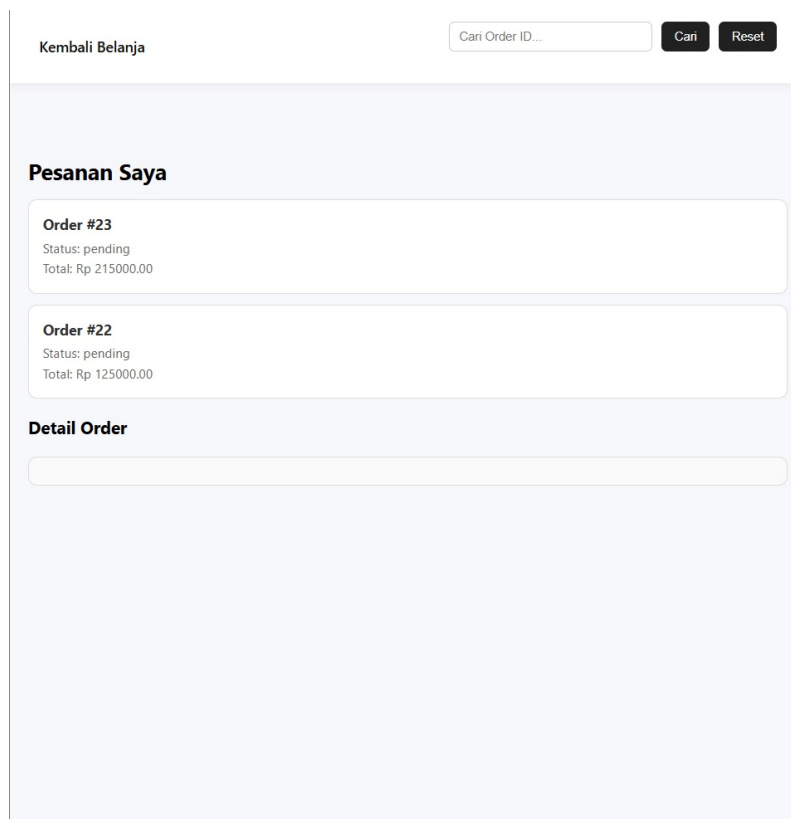 Kembali Belanja
Cari Order ID...
Cari
Reset
Pesanan Saya
Order #23
Status: pending
Total: Rp 215000.00
Order #22
Status: pending
Total: Rp 125000.00
Detail Order